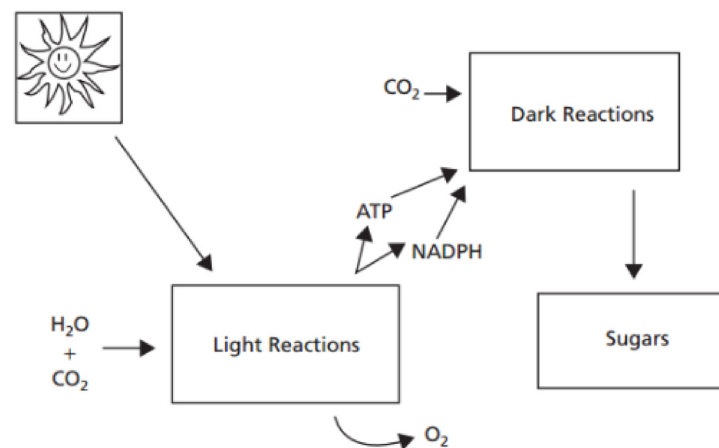 CO₂
Dark Reactions
ATP
NADPH
H₂O
+
CO₂
Light Reactions
Sugars
O₂